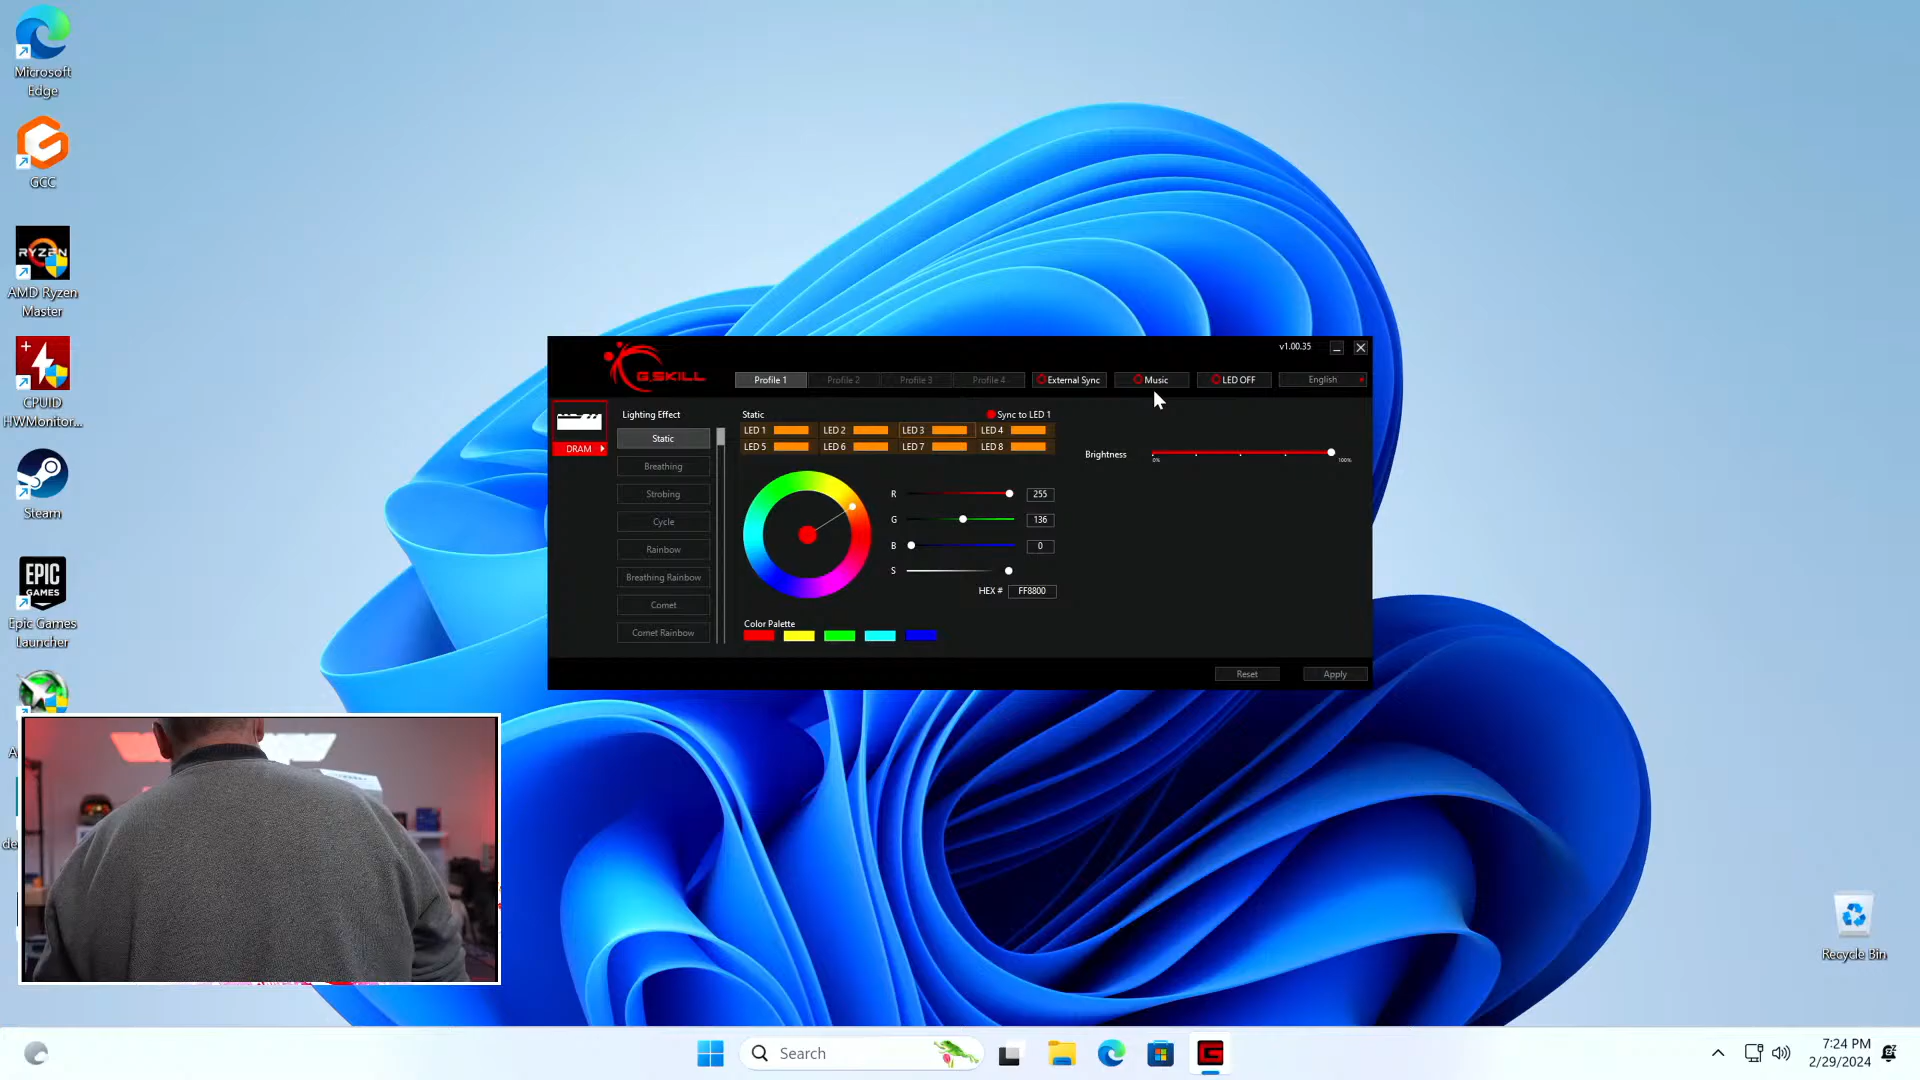 Microsoft
Edge
GCC
RYZEN
AMD Ryzen
Master
CPUID
HWMonitor...
Steam
EPIC
GAMES
Epic Games
Launcher
G.SKILL
v1.00.35
Profile 1
Profile 2
Profile 3
Profile 4
External Sync
Music
LED OFF
English
DRAM
Lighting Effect
Static
Breathing
Strobing
Cycle
Rainbow
Breathing Rainbow
Comet
Comet Rainbow
Static
Sync to LED 1
LED 1 LED 2 LED 3 LED 4
LED 5 LED 6 LED 7 LED 8
R 255
G 136
B 0
S
HEX # FF8800
Color Palette
Brightness
0% 100%
Reset
Apply
Recycle Bin
Search
7:24 PM
2/29/2024